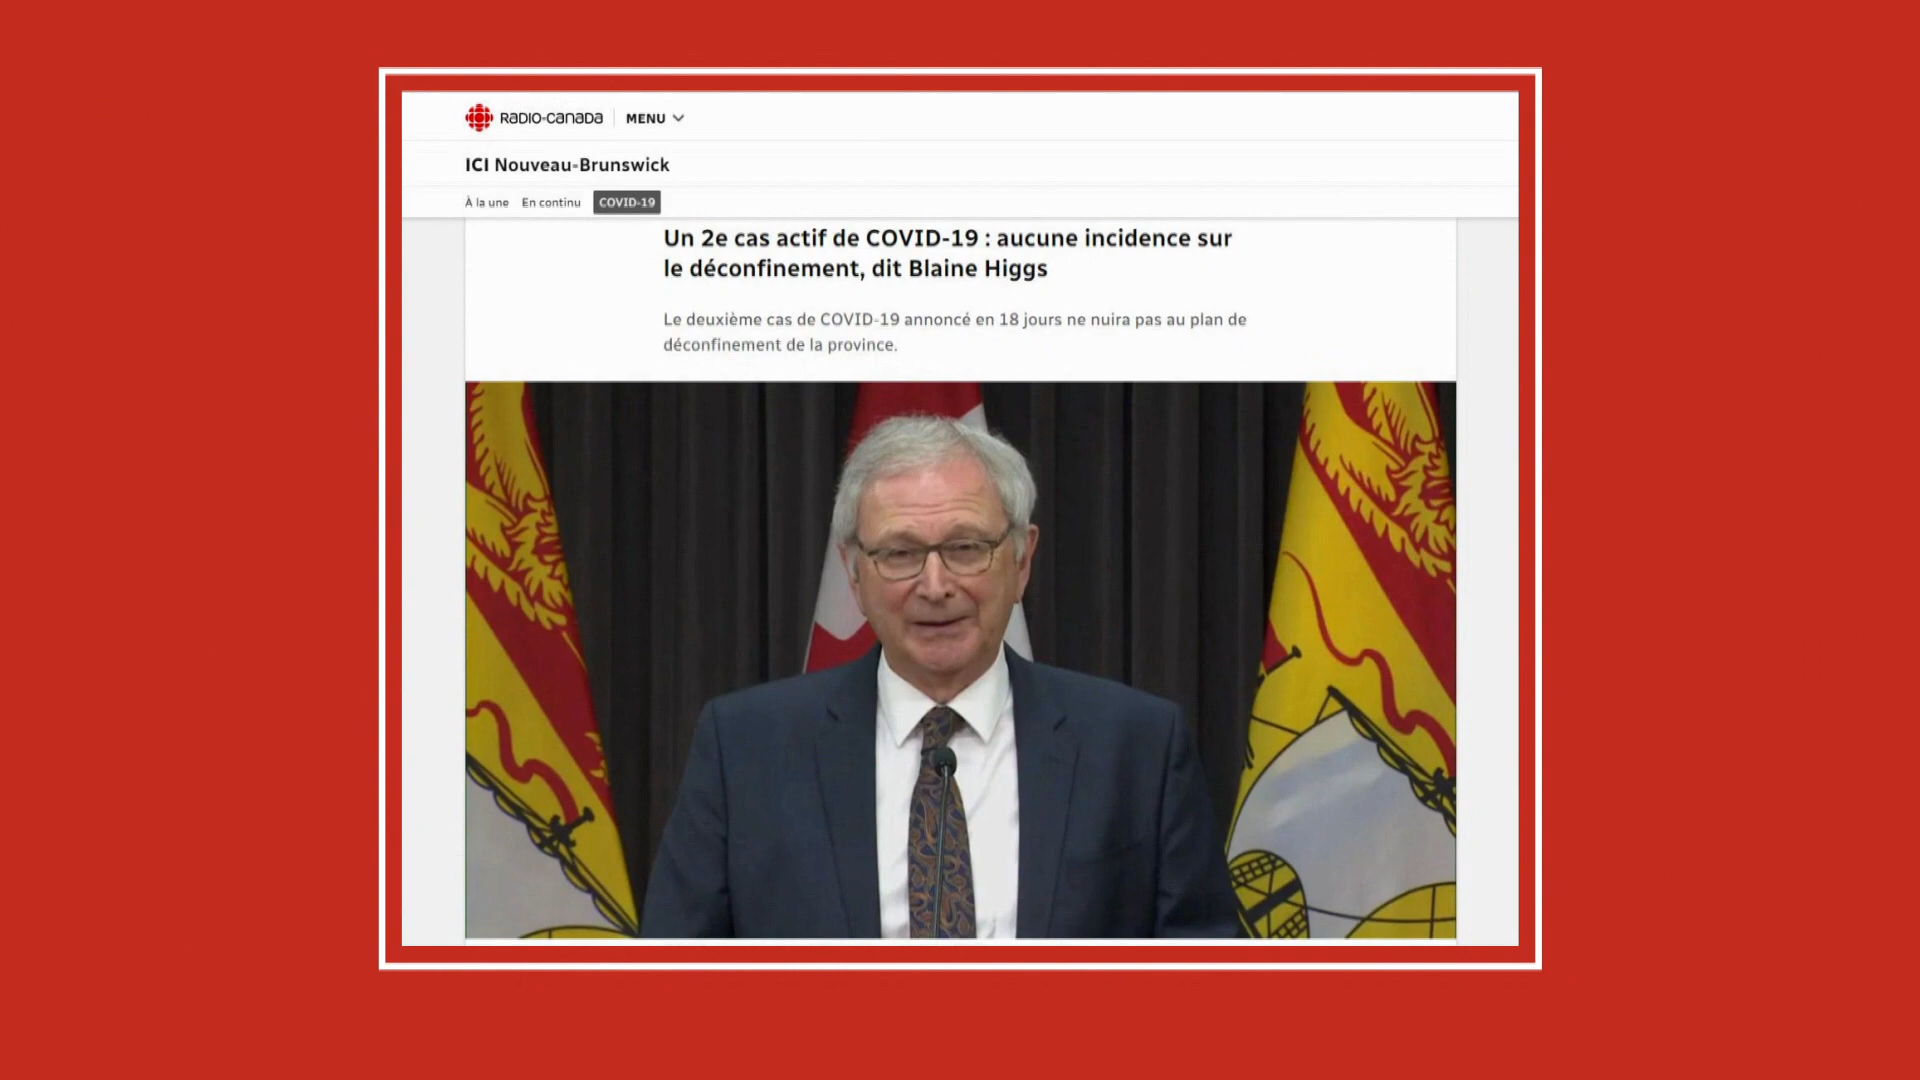 RADIO-CANADA MENU
ICI Nouveau-Brunswick
À la une En continu COVID-19
Un 2e cas actif de COVID-19 : aucune incidence sur
le déconfinement, dit Blaine Higgs
Le deuxième cas de COVID-19 annoncé en 18 jours ne nuira pas au plan de
déconfinement de la province.